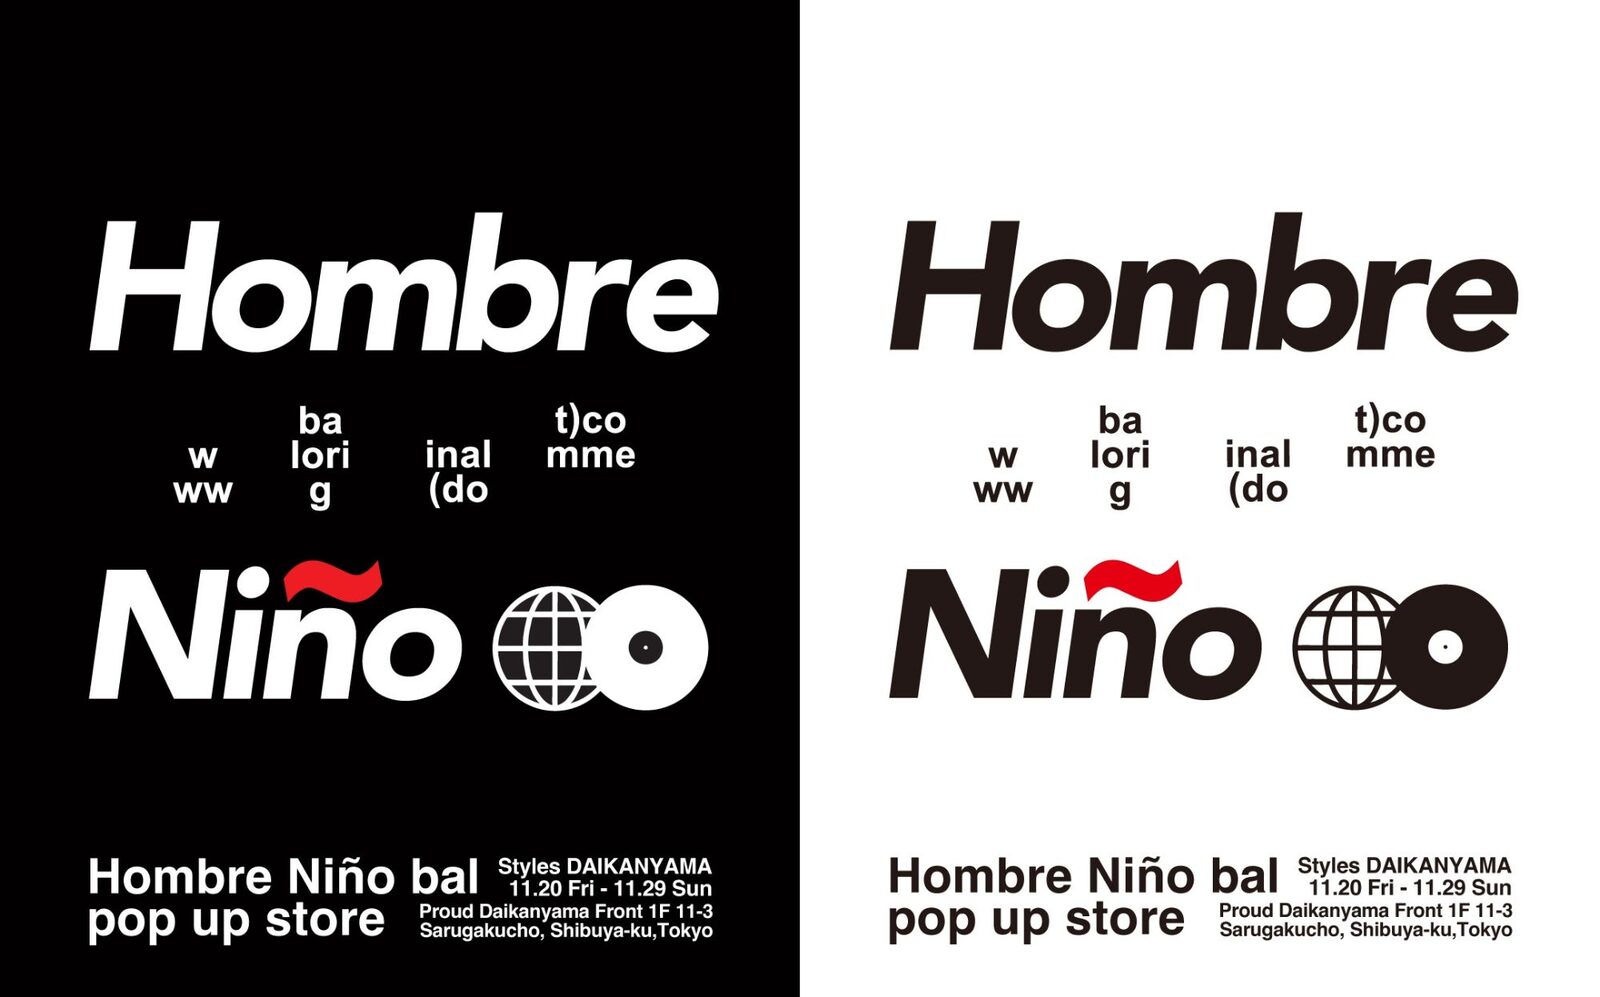 Hombre
ba
t)co
w
lori
inal
mme
ww
g
(do
Niño
Hombre Niño bal
pop up store
Styles DAIKANYAMA
11.20 Fri - 11.29 Sun
Proud Daikanyama Front 1F 11-3
Sarugakucho, Shibuya-ku,Tokyo
Hombre
ba
t)co
w
lori
inal
mme
ww
g
(do
Niño
Hombre Niño bal
pop up store
Styles DAIKANYAMA
11.20 Fri - 11.29 Sun
Proud Daikanyama Front 1F 11-3
Sarugakucho, Shibuya-ku,Tokyo